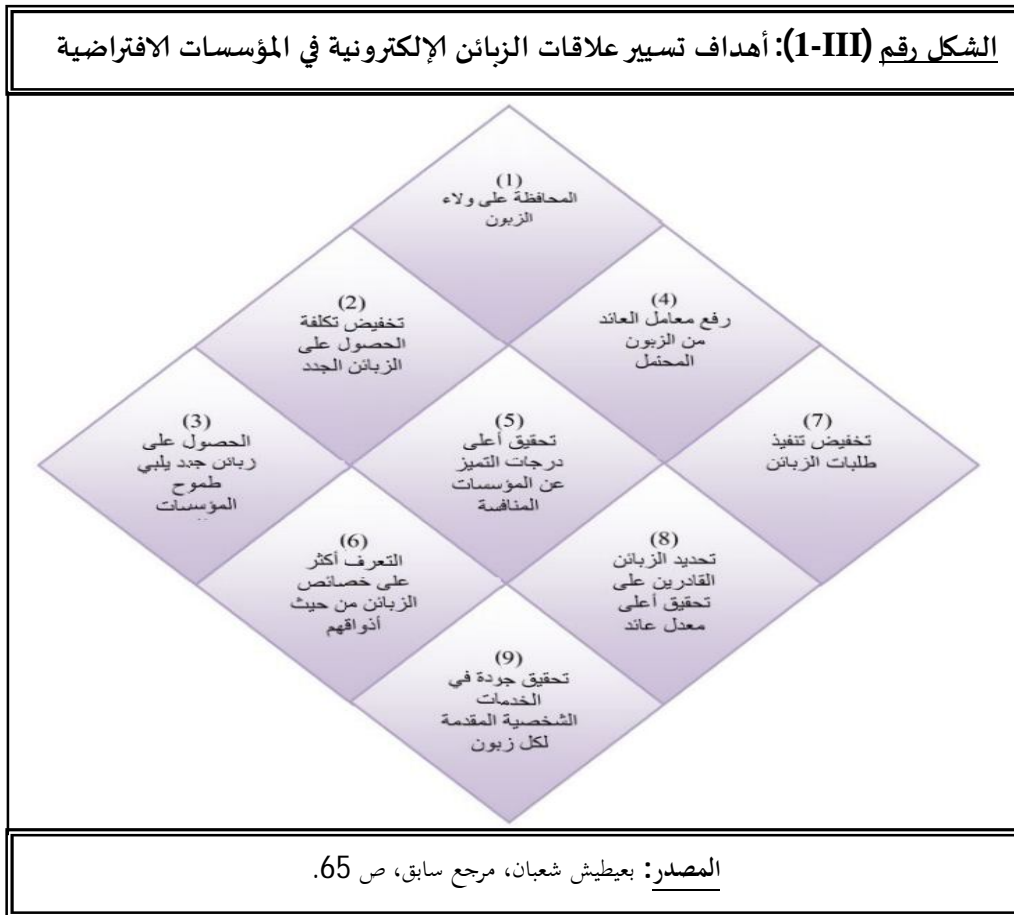 الشكل رقم (1-III): أهداف تسيير علاقات الزبائن الإلكترونية في المؤسسات الافتراضية
(1)
المحافظة على ولاء
الزبون
(2)
تخفيض تكلفة
الحصول على
الزبائن الجدد
(3)
الحصول على
زبائن جدد يلبي
طموح
المؤسسات
(4)
رفع معامل العائد
من الزبون
المحتمل
(5)
تحقيق أعلى
درجات التميز
عن المؤسسات
المنافسة
(6)
التعرف أكثر
على خصائص
الزبائن من حيث
أذواقهم
(7)
تخفيض تنفيذ
طلبات الزبائن
(8)
تحديد الزبائن
القادرين على
تحقيق أعلى
معدل عائد
(9)
تحقيق جودة في
الخدمات
الشخصية المقدمة
لكل زبون
المصدر: بعيطيش شعبان، مرجع سابق، ص 65.